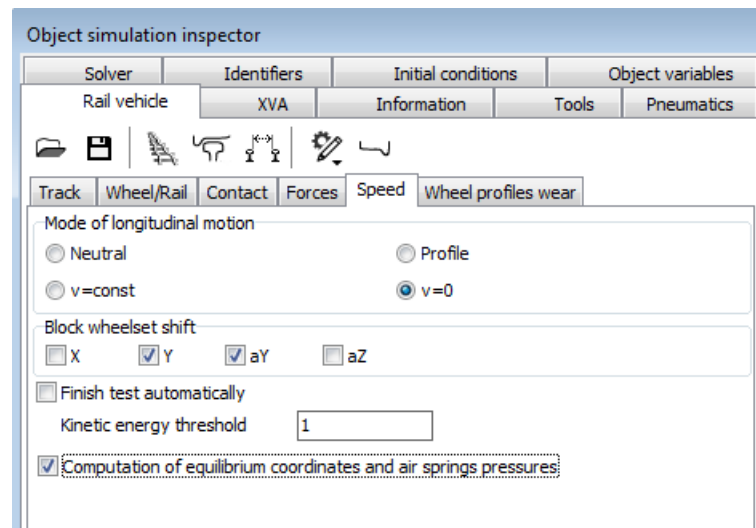 Object simulation inspector
Solver Identifiers Initial conditions Object variables
Rail vehicle XVA Information Tools Pneumatics
Track Wheel/Rail Contact Forces Speed Wheel profiles wear
Mode of longitudinal motion
Neutral Profile
v=const v=0
Block wheelset shift
X Y aY aZ
Finish test automatically
Kinetic energy threshold 1
Computation of equilibrium coordinates and air springs pressures